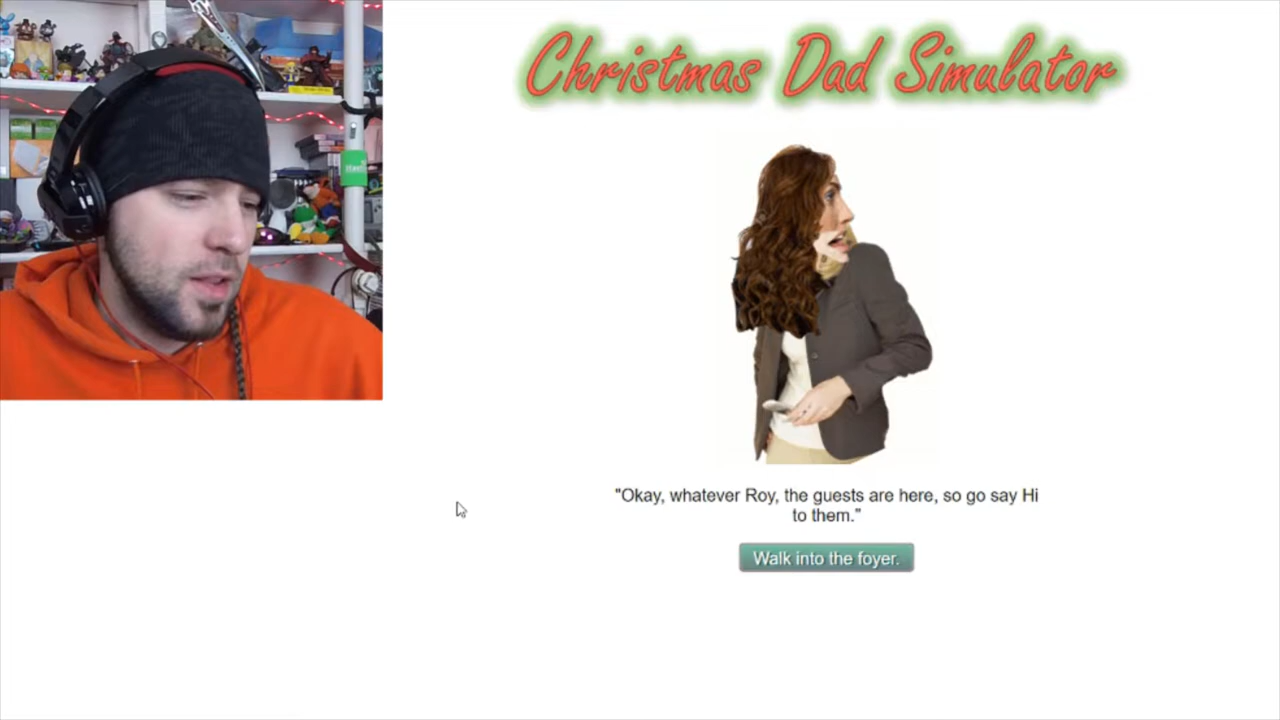 Christmas Dad Simulator
"Okay, whatever Roy, the guests are here, so go say Hi
to them."
Walk into the foyer.